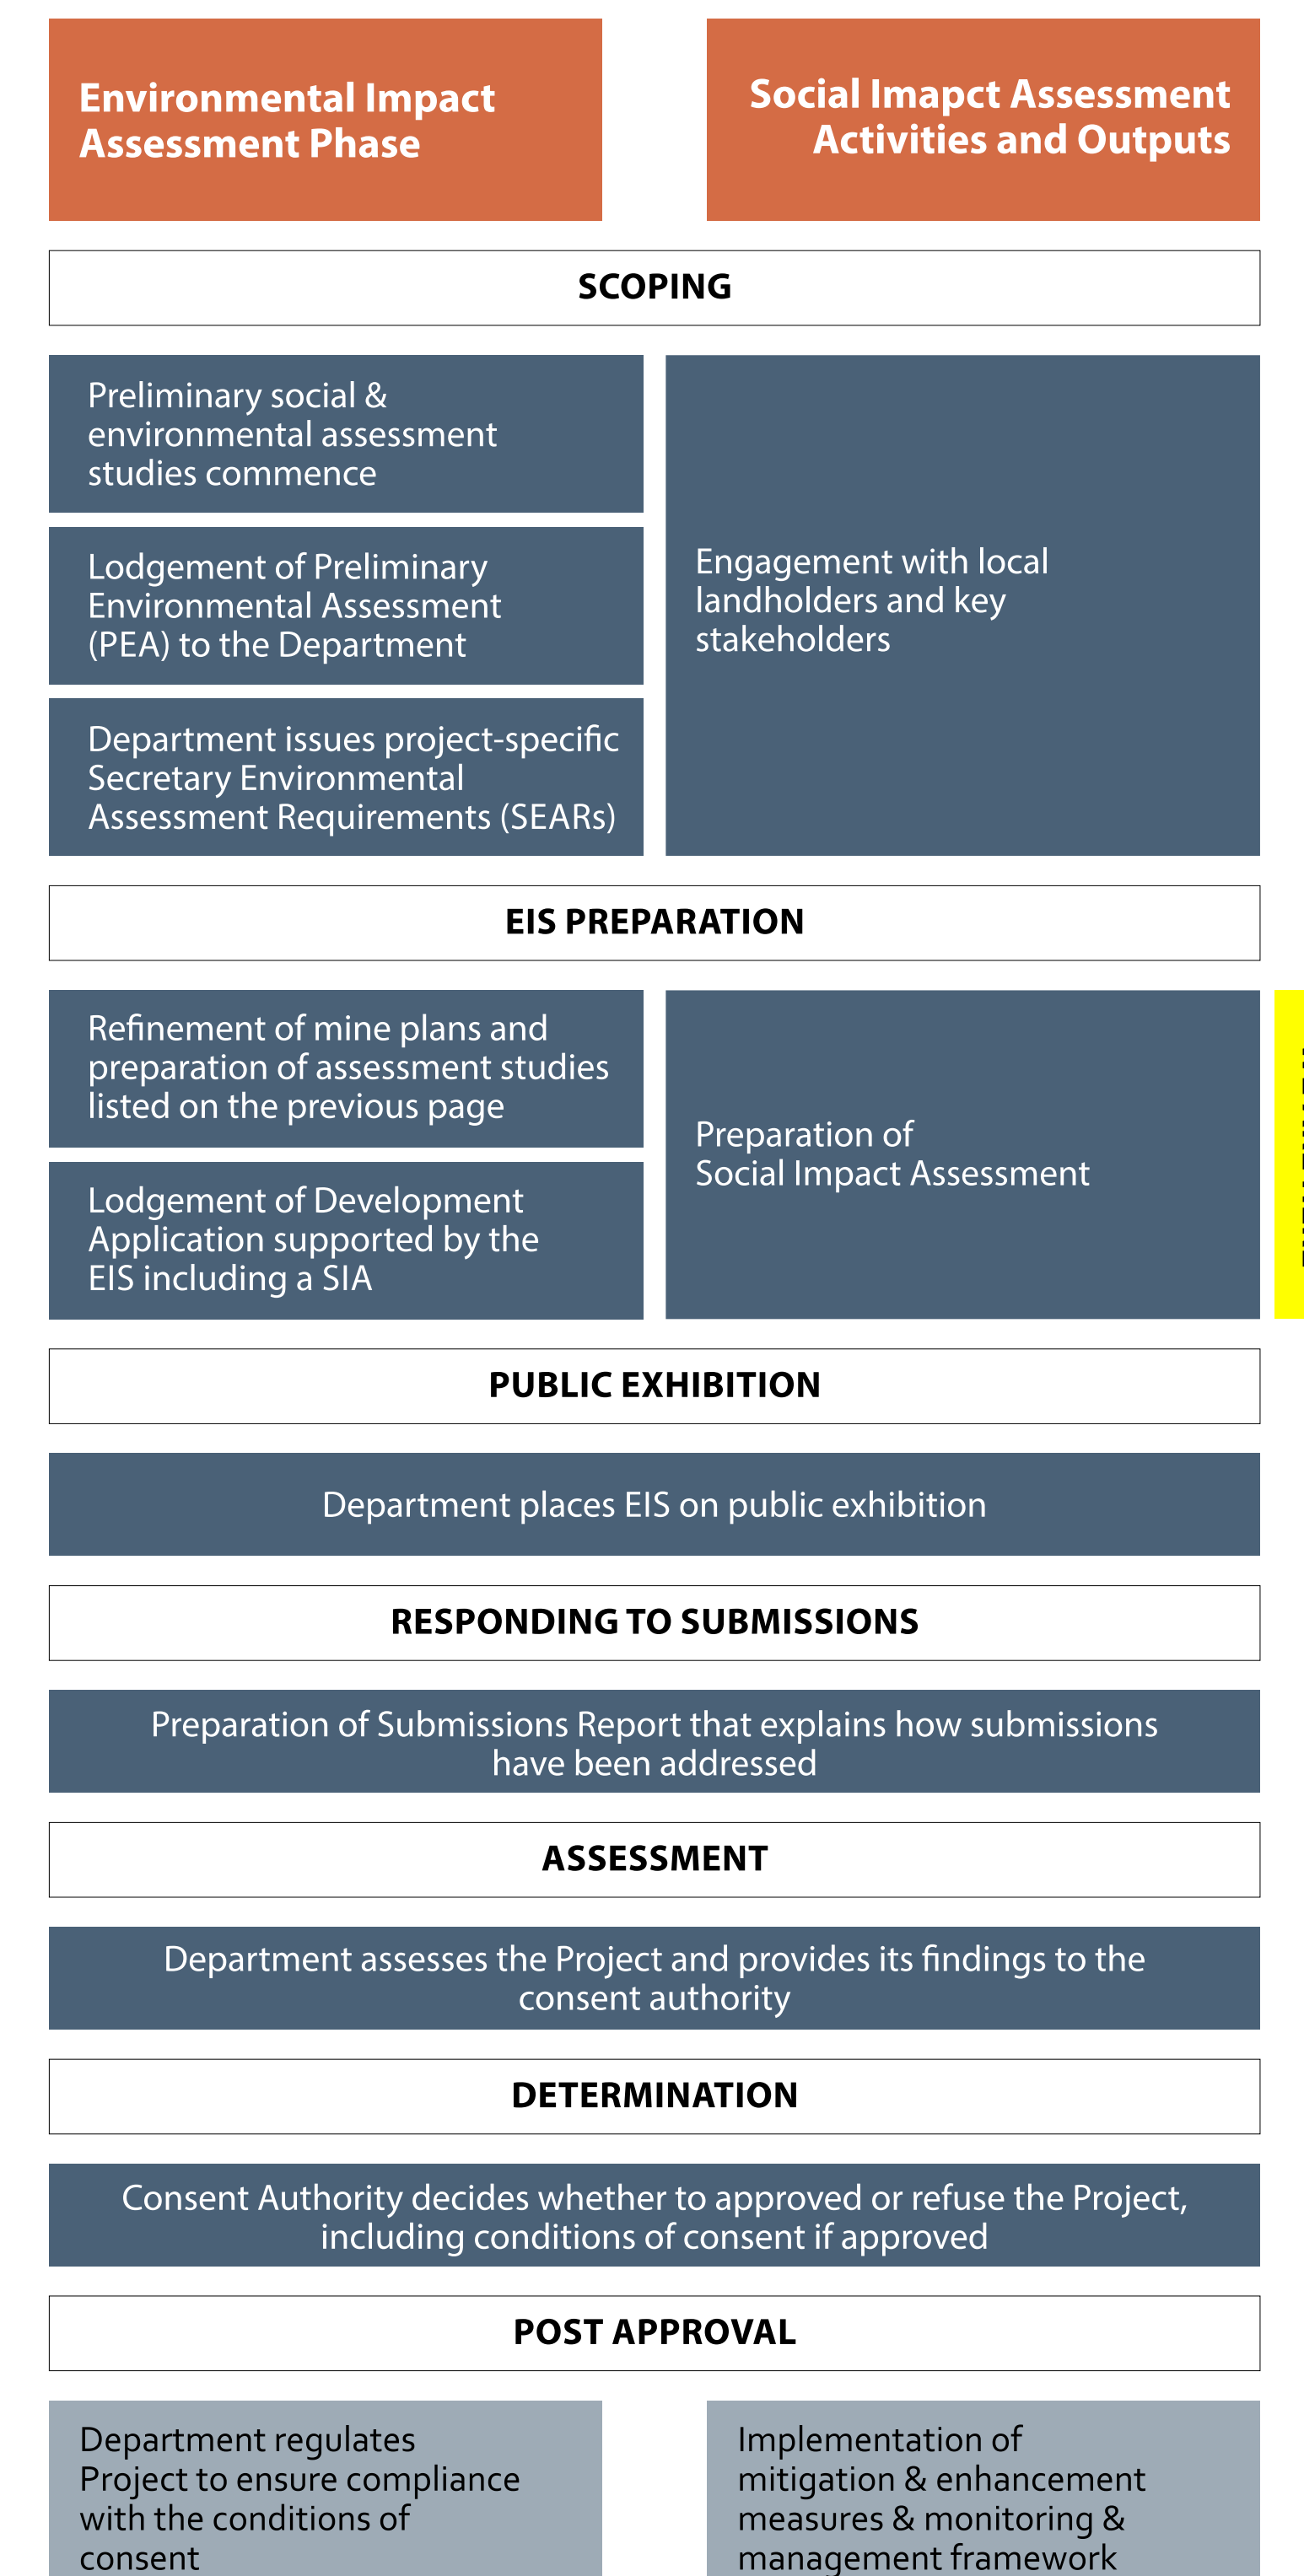 Environmental Impact
Assessment Phase
Social Imapct Assessment
Activities and Outputs
SCOPING
Preliminary social &
environmental assessment
studies commence
Lodgement of Preliminary
Environmental Assessment
(PEA) to the Department
Department issues project-specific
Secretary Environmental
Assessment Requirements (SEARs)
Engagement with local
landholders and key
stakeholders
EIS PREPARATION
Refinement of mine plans and
preparation of assessment studies
listed on the previous page
Lodgement of Development
Application supported by the
EIS including a SIA
Preparation of
Social Impact Assessment
PUBLIC EXHIBITION
Department places EIS on public exhibition
RESPONDING TO SUBMISSIONS
Preparation of Submissions Report that explains how submissions
have been addressed
ASSESSMENT
Department assesses the Project and provides its findings to the
consent authority
DETERMINATION
Consent Authority decides whether to approved or refuse the Project,
including conditions of consent if approved
POST APPROVAL
Department regulates
Project to ensure compliance
with the conditions of
consent
Implementation of
mitigation & enhancement
measures & monitoring &
management framework